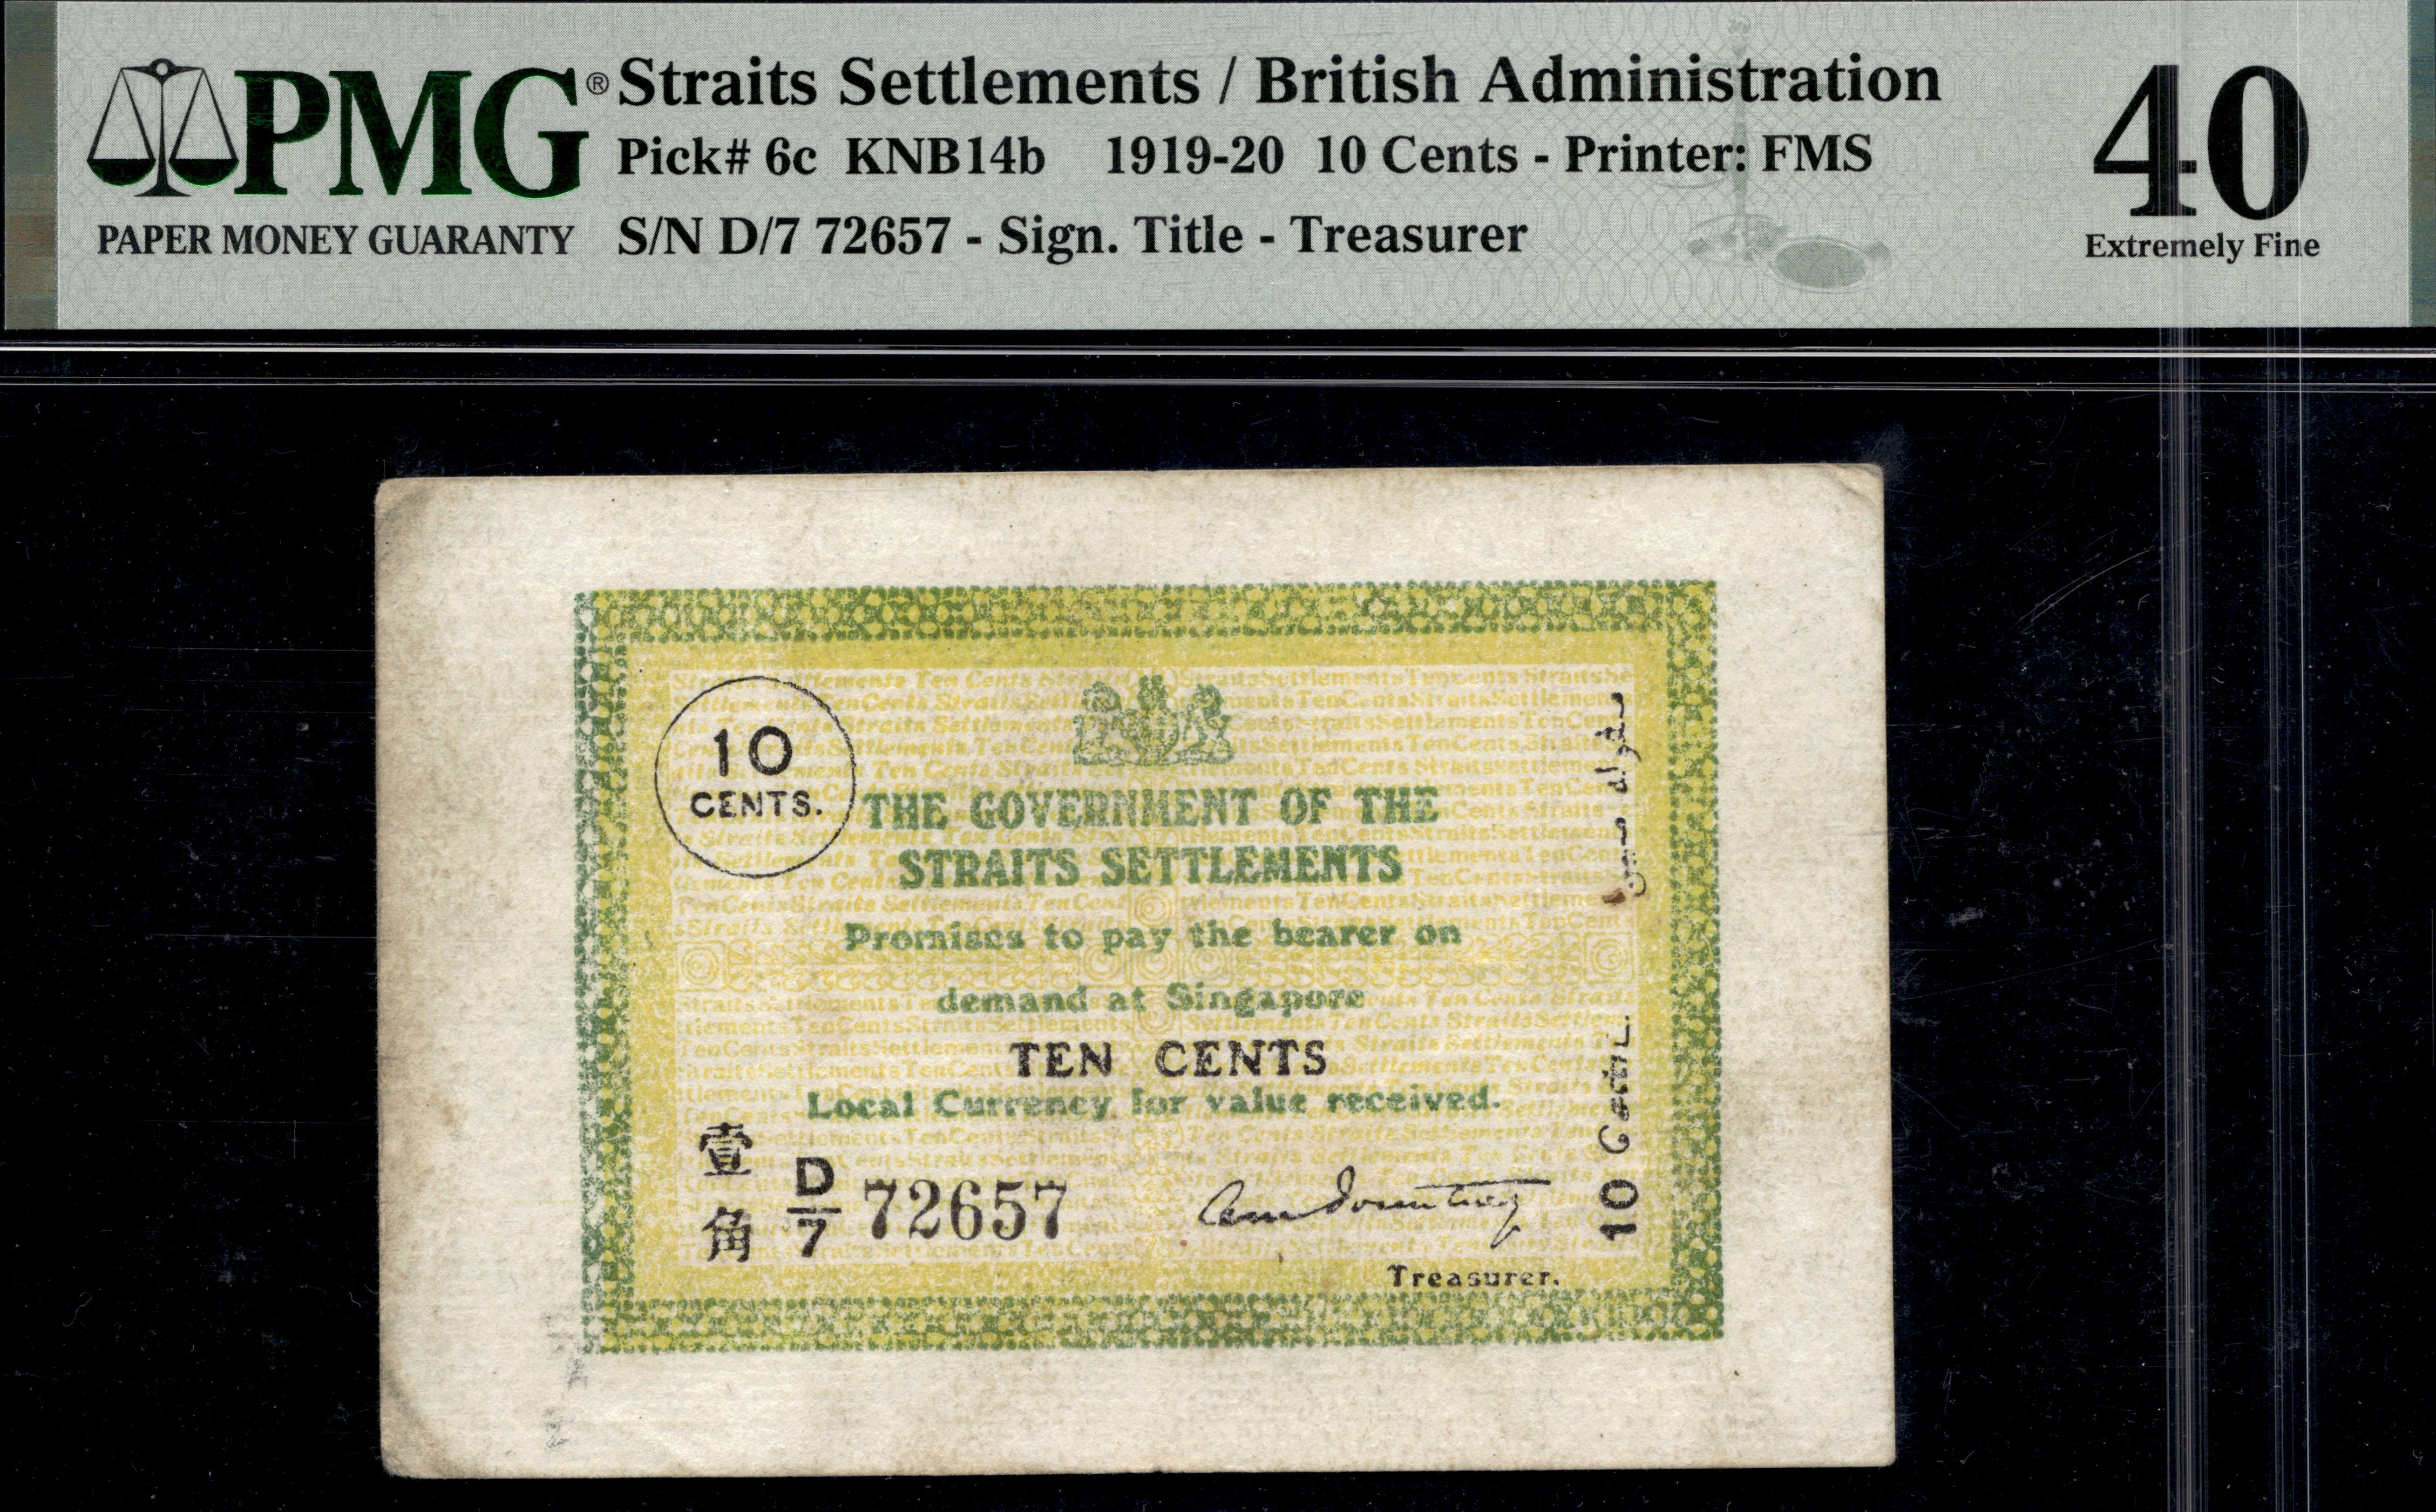 PMG®
PAPER MONEY GUARANTY
Straits Settlements / British Administration
Pick# 6c KNB14b 1919-20 10 Cents - Printer: FMS
S/N D/7 72657 - Sign. Title - Treasurer
40
Extremely Fine
10
CENTS.
THE GOVERNMENT OF THE
STRAITS SETTLEMENTS
Promises to pay the bearer on
demand at Singapore
TEN CENTS
Local Currency for value received.
壹角
D/7 72657
Treasurer.
10